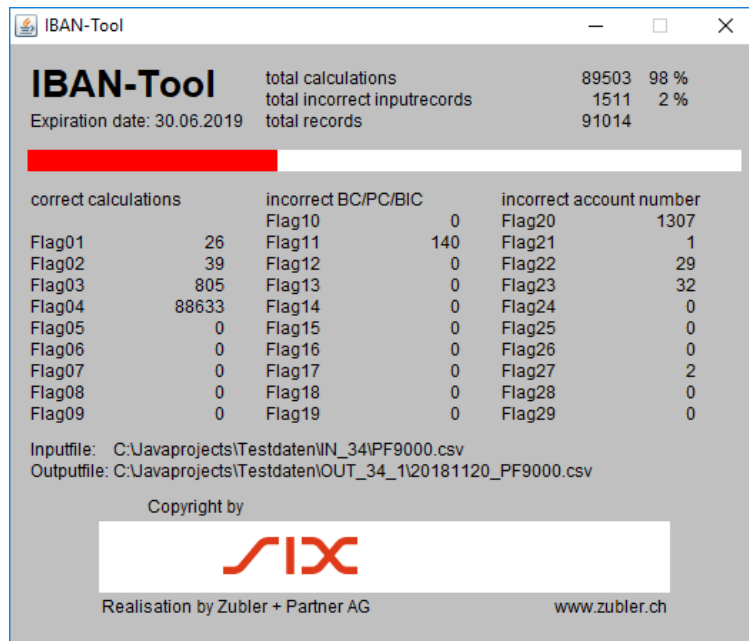 IBAN-Tool
IBAN-Tool
Expiration date: 30.06.2019
total calculations 89503 98 %
total incorrect inputrecords 1511 2 %
total records 91014
correct calculations incorrect BC/PC/BIC incorrect account number
Flag10 0 Flag20 1307
Flag01 26 Flag11 140 Flag21 1
Flag02 39 Flag12 0 Flag22 29
Flag03 805 Flag13 0 Flag23 32
Flag04 88633 Flag14 0 Flag24 0
Flag05 0 Flag15 0 Flag25 0
Flag06 0 Flag16 0 Flag26 0
Flag07 0 Flag17 0 Flag27 2
Flag08 0 Flag18 0 Flag28 0
Flag09 0 Flag19 0 Flag29 0
Inputfile: C:\Javaprojects\Testdaten\IN_34\PF9000.csv
Outputfile: C:\Javaprojects\Testdaten\OUT_34_1\20181120_PF9000.csv
Copyright by
SIX
Realisation by Zubler + Partner AG www.zubler.ch